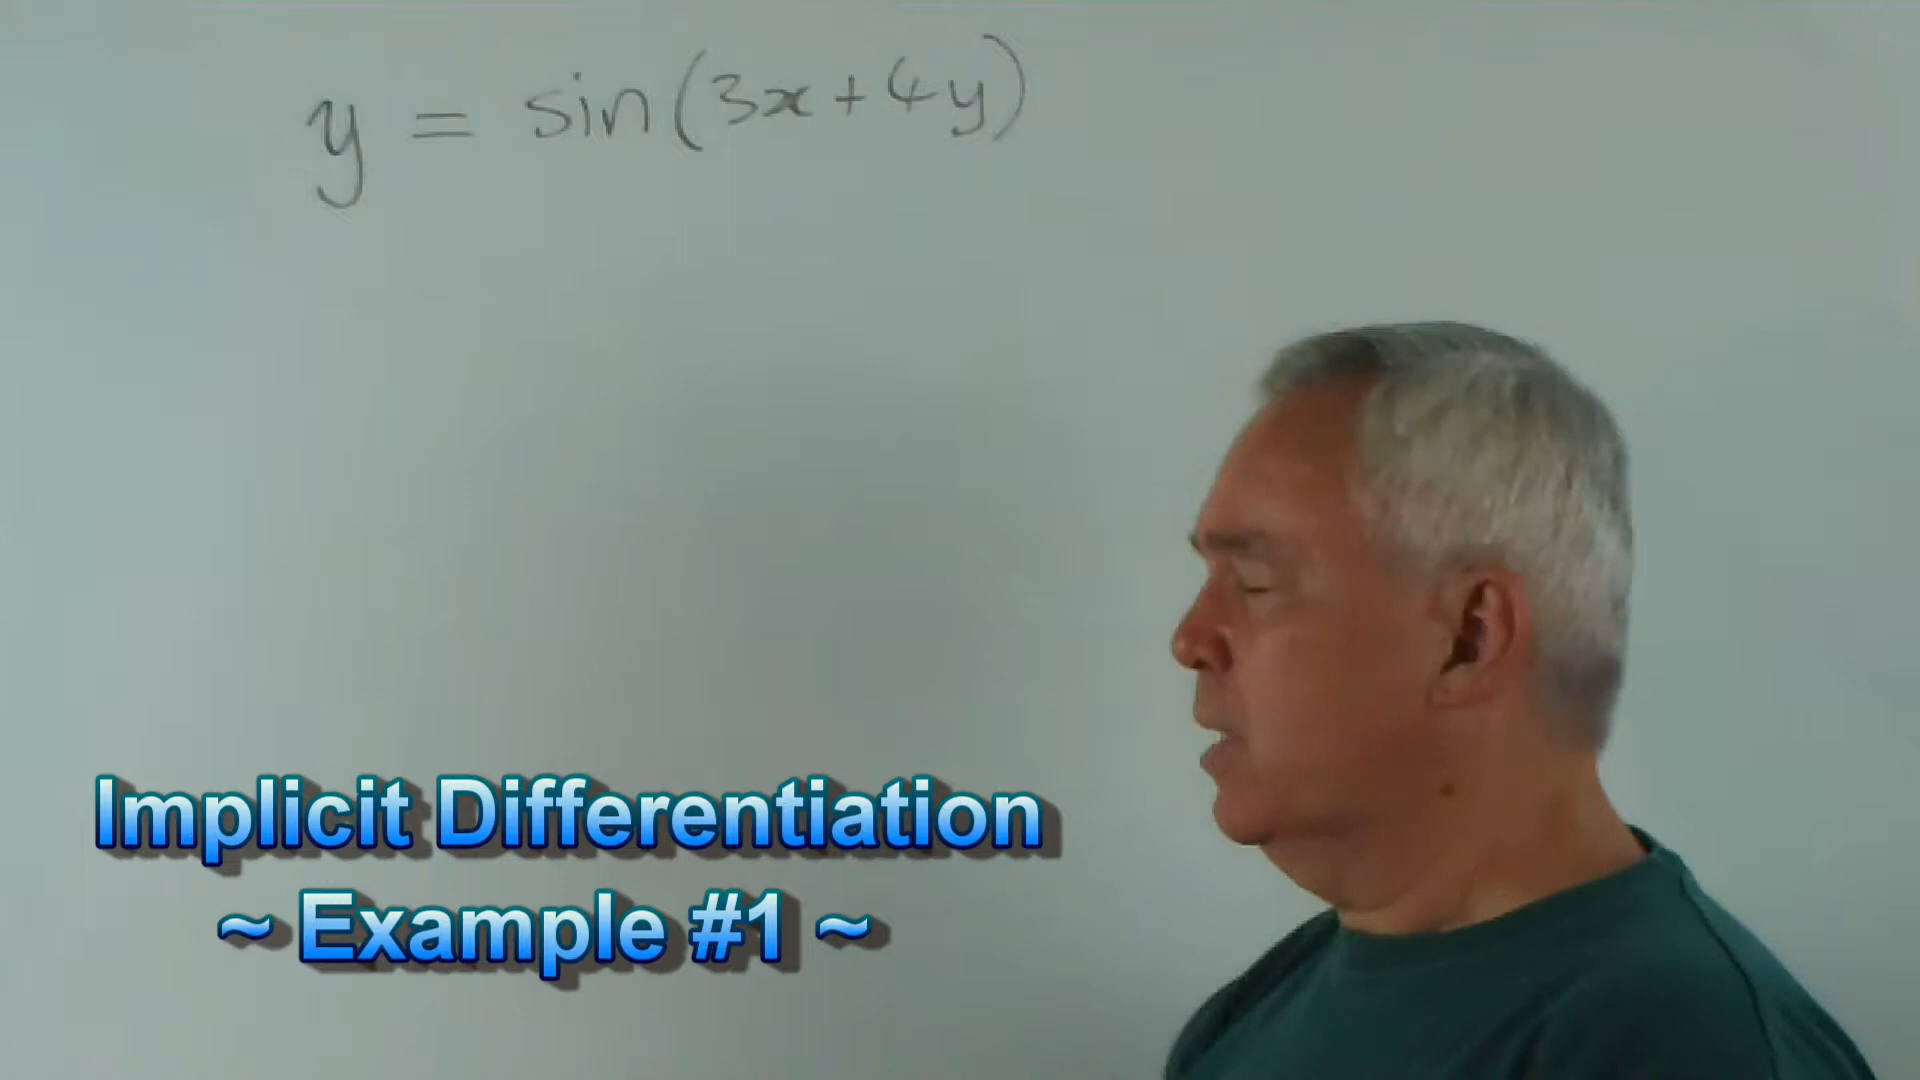 y = sin(3x+4y)
Implicit Differentiation
~ Example #1 ~